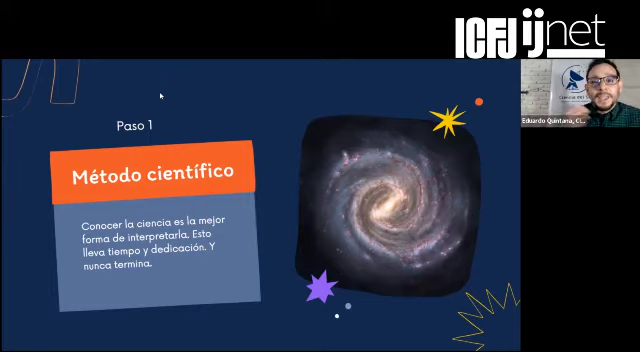 ICFJ ijnet
Paso 1
Método científico
Conocer la ciencia es la mejor
forma de interpretarla. Esto
lleva tiempo y dedicación. Y
nunca termina.
Eduardo Quintana, Ci...